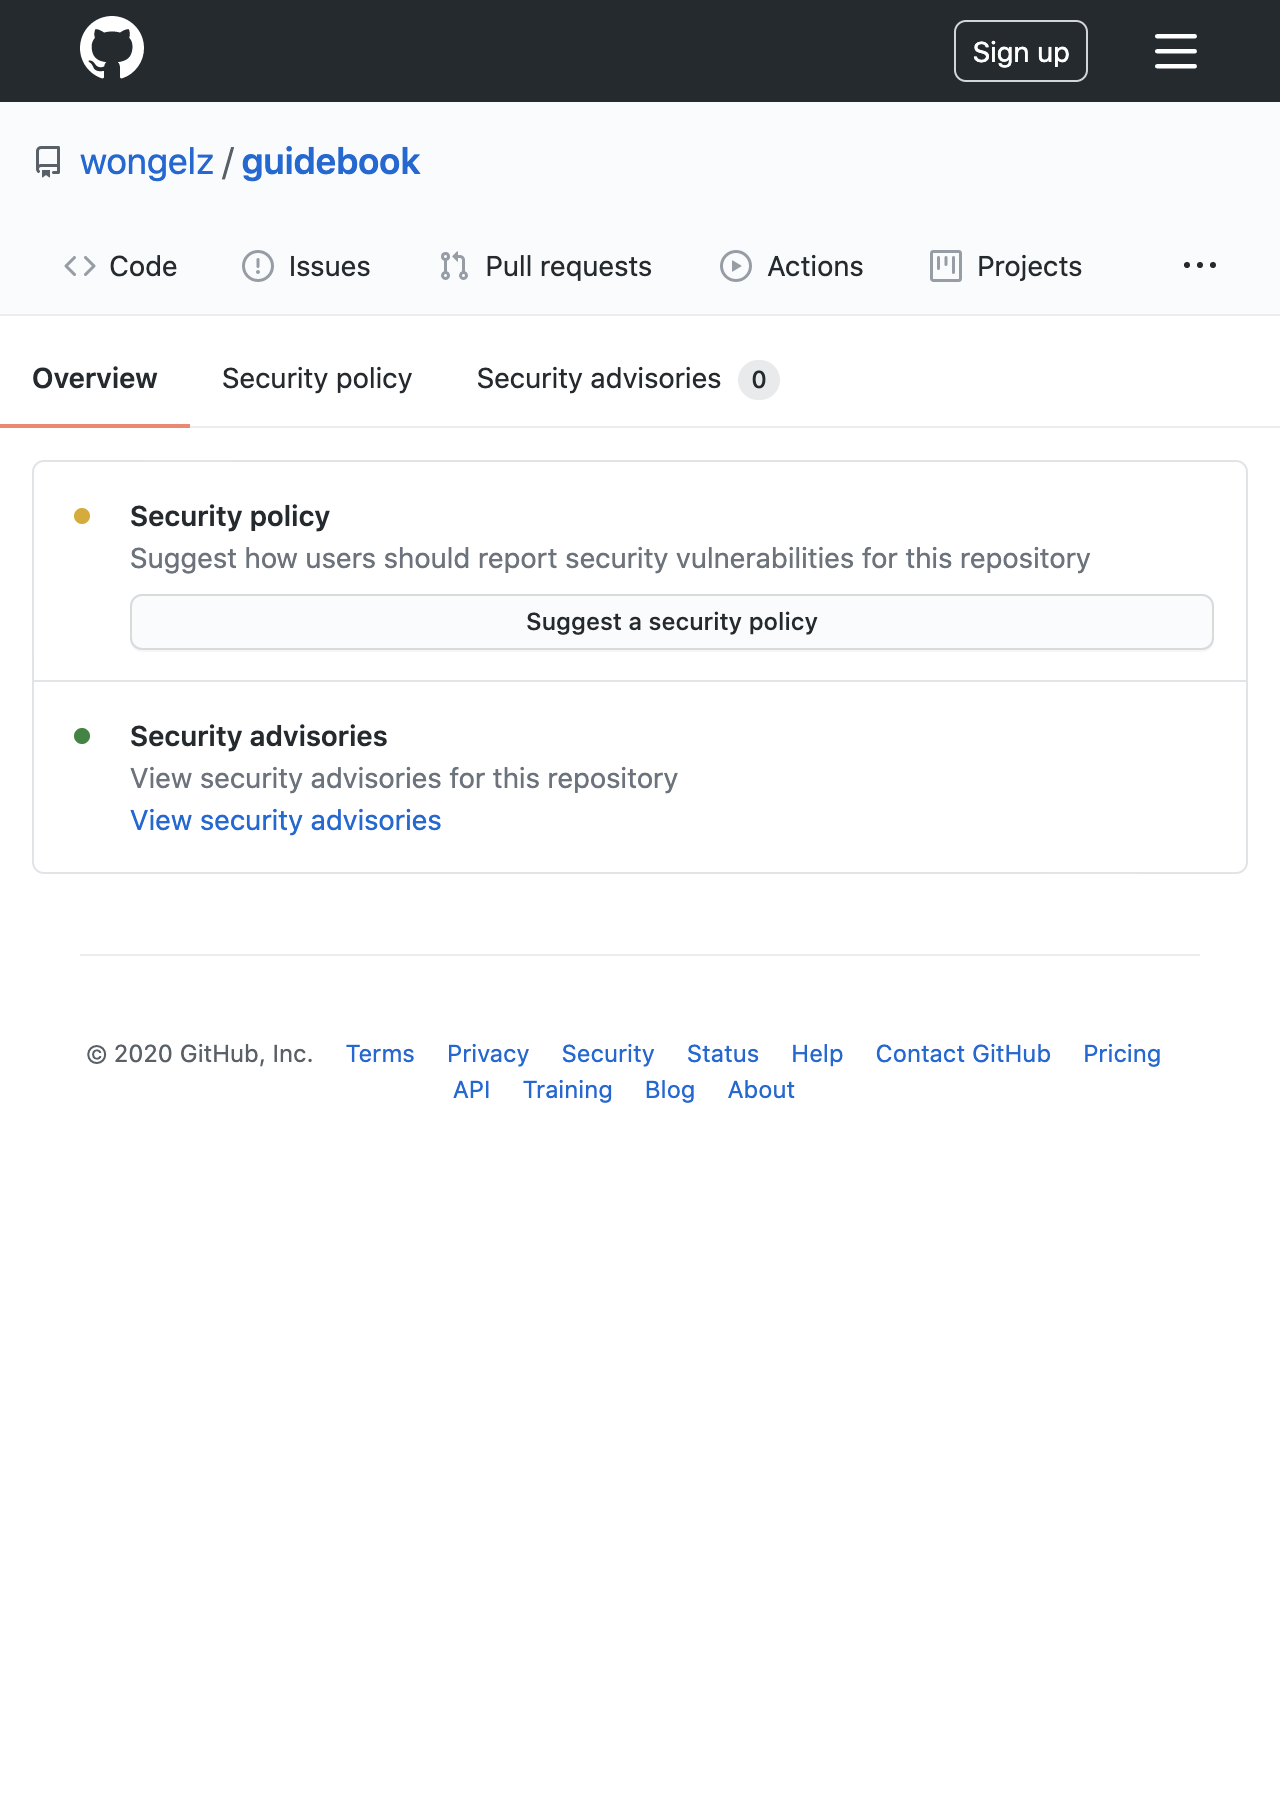 Sign up
wongelz / guidebook
Code Issues Pull requests Actions Projects
Overview Security policy Security advisories 0
Security policy
Suggest how users should report security vulnerabilities for this repository
Suggest a security policy
Security advisories
View security advisories for this repository
View security advisories
© 2020 GitHub, Inc. Terms Privacy Security Status Help Contact GitHub Pricing
API Training Blog About